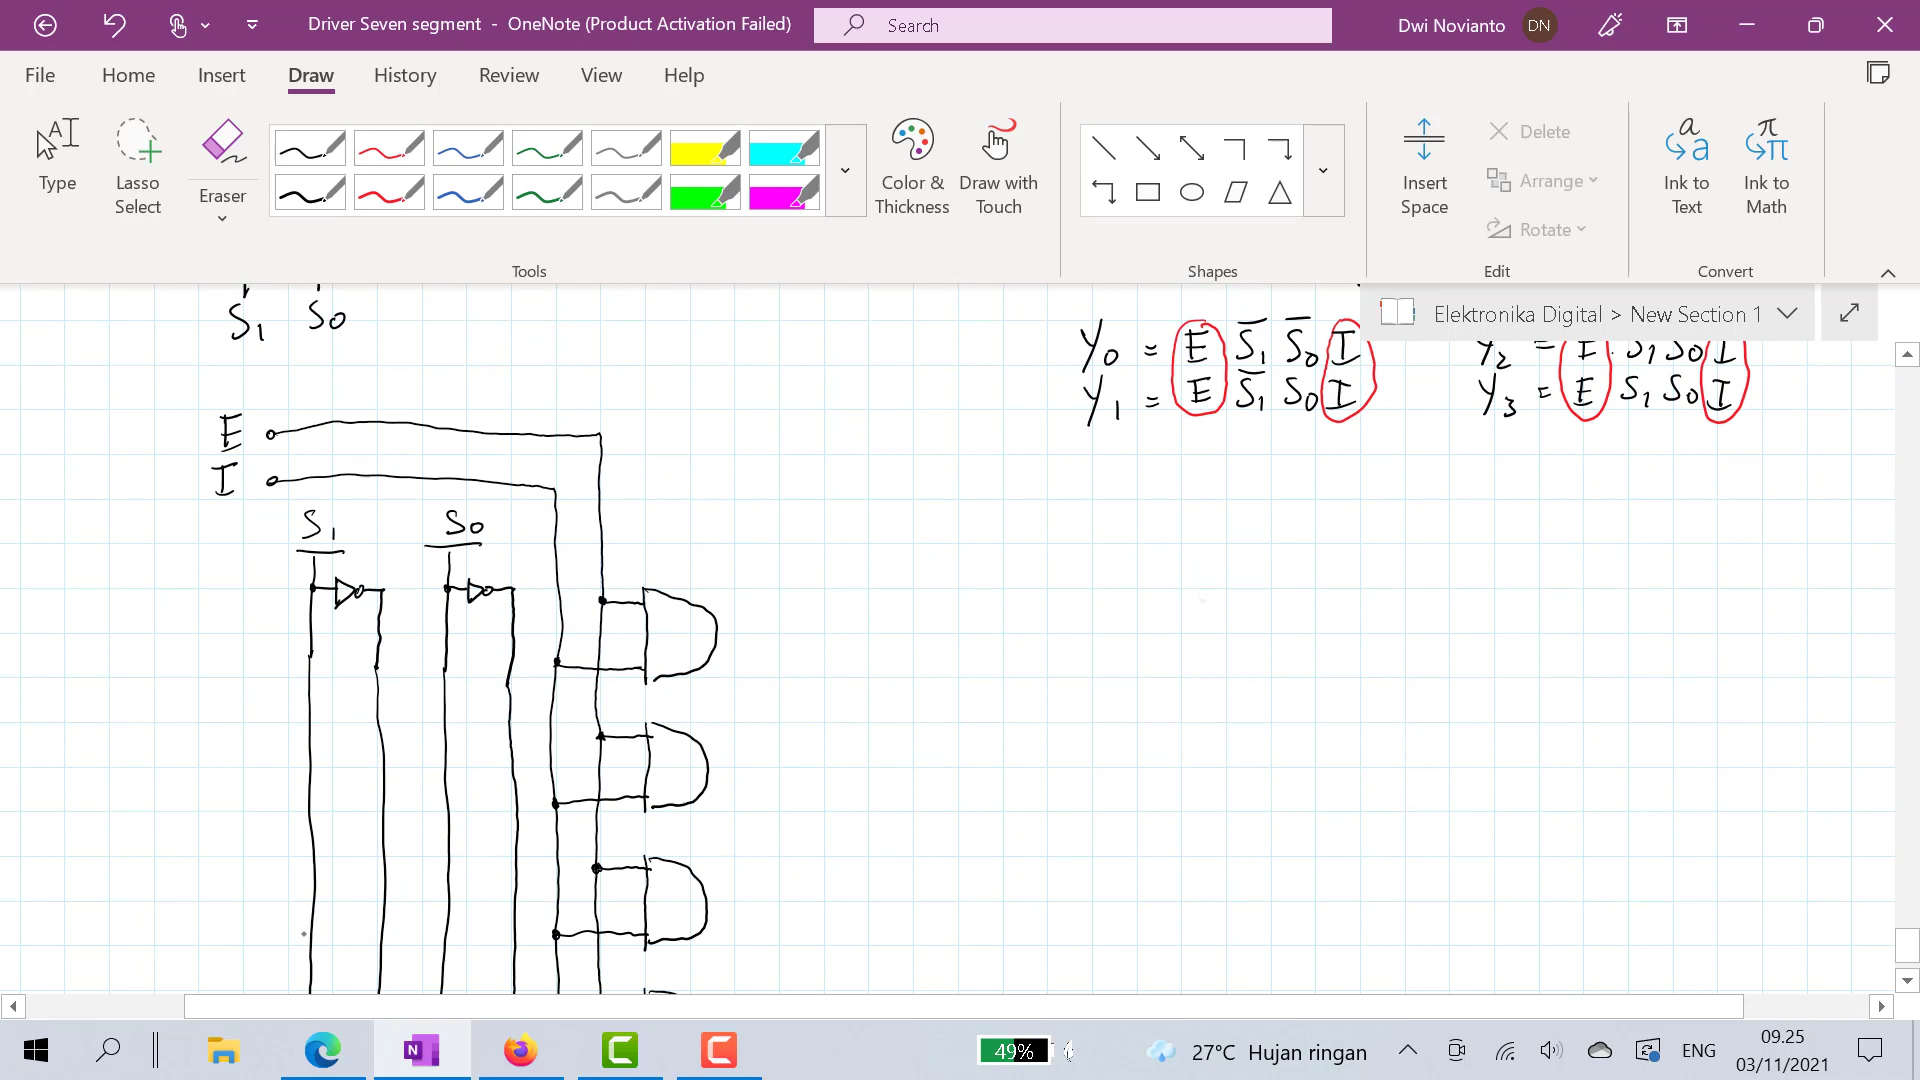 Driver Seven segment - OneNote (Product Activation Failed)
Search
Dwi Novianto
DN
File Home Insert Draw History Review View Help
Type
Lasso Select
Eraser
Color & Thickness
Draw with Touch
Insert Space
Delete
Arrange
Rotate
Ink to Text
Ink to Math
Tools
Shapes
Edit
Convert
Elektronika Digital > New Section 1
S₁ S₀
Y₀ = E S̅₁ S̅₀ I
Y₁ = E S̅₁ S₀ I
Y₃ = E S₁ S₀ I
E
I
S₁ S₀
49%
27°C Hujan ringan
ENG
09.25
03/11/2021